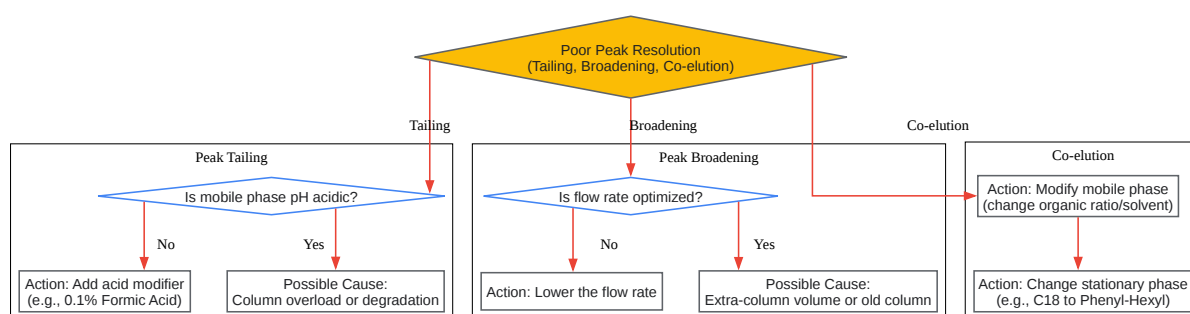 Poor Peak Resolution
(Tailing, Broadening, Co-elution)
Tailing
Broadening
Co-elution
Peak Tailing
Is mobile phase pH acidic?
No
Yes
Action: Add acid modifier
(e.g., 0.1% Formic Acid)
Possible Cause:
Column overload or degradation
Peak Broadening
Is flow rate optimized?
No
Yes
Action: Lower the flow rate
Possible Cause:
Extra-column volume or old column
Co-elution
Action: Modify mobile phase
(change organic ratio/solvent)
Action: Change stationary phase
(e.g., C18 to Phenyl-Hexyl)